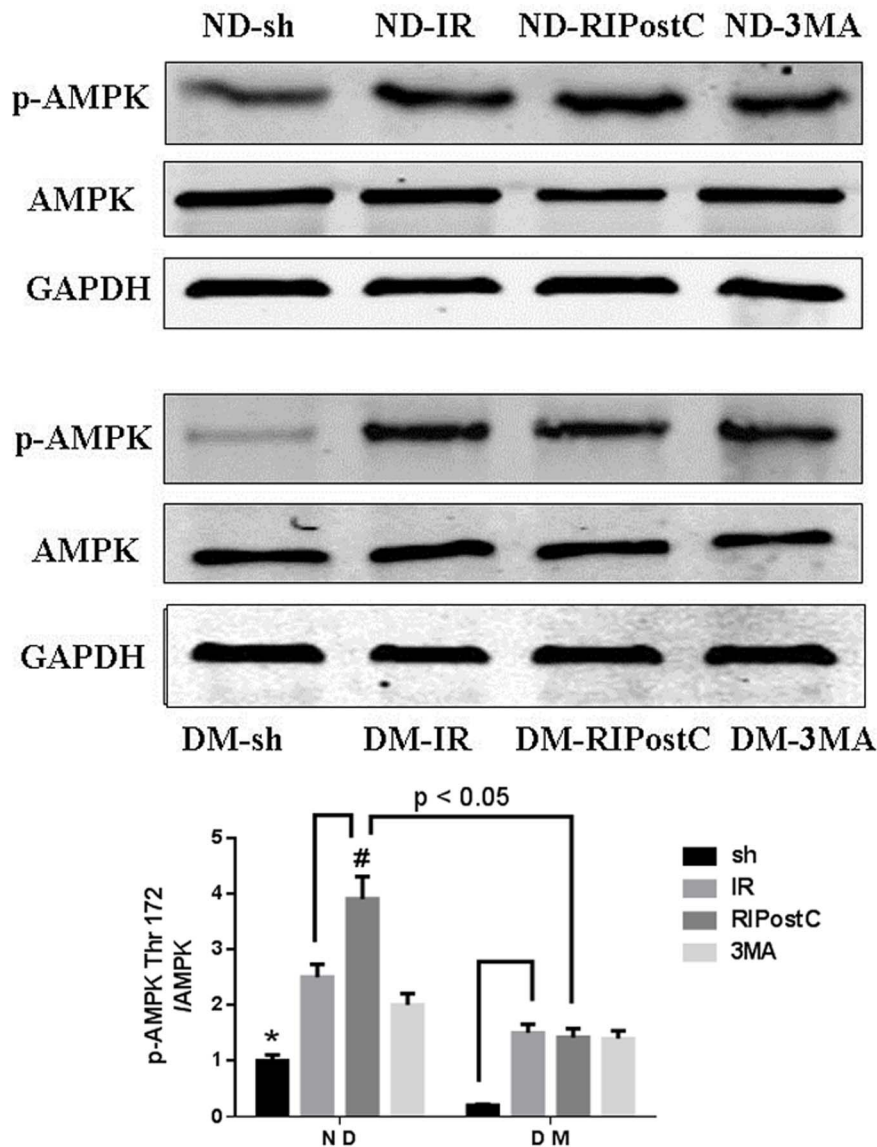 ND-sh ND-IR ND-RIPostC ND-3MA
p-AMPK
AMPK
GAPDH
p-AMPK
AMPK
GAPDH
DM-sh DM-IR DM-RIPostC DM-3MA
p < 0.05
p-AMPK Thr 172
/AMPK
5
4
3
2
1
0
#
*
ND DM
sh
IR
RIPostC
3MA